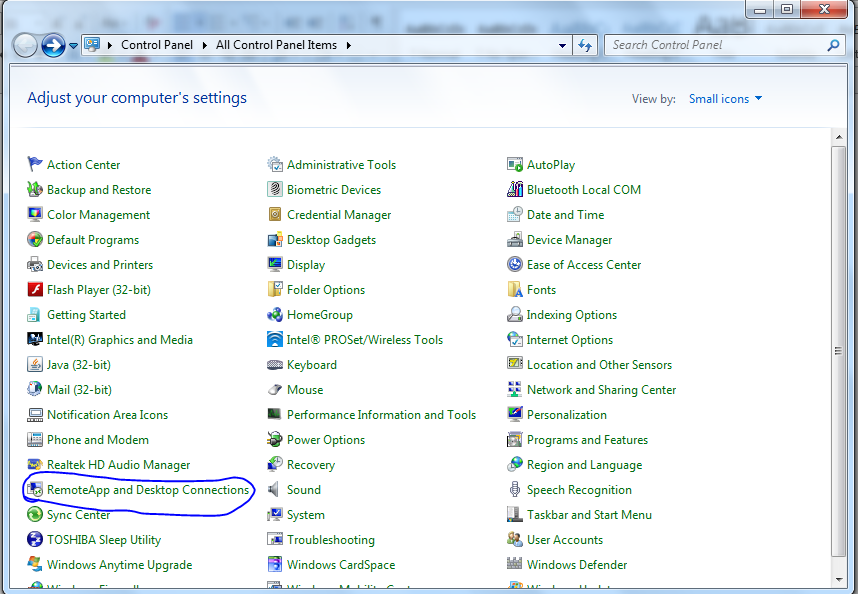 Control Panel All Control Panel Items Search Control Panel
Adjust your computer's settings
View by: Small icons
Action Center Administrative Tools AutoPlay
Backup and Restore Biometric Devices Bluetooth Local COM
Color Management Credential Manager Date and Time
Default Programs Desktop Gadgets Device Manager
Devices and Printers Display Ease of Access Center
Flash Player (32-bit) Folder Options Fonts
Getting Started HomeGroup Indexing Options
Intel(R) Graphics and Media Intel® PROSet/Wireless Tools Internet Options
Java (32-bit) Keyboard Location and Other Sensors
Mail (32-bit) Mouse Network and Sharing Center
Notification Area Icons Performance Information and Tools Personalization
Phone and Modem Power Options Programs and Features
Realtek HD Audio Manager Recovery Region and Language
RemoteApp and Desktop Connections Sound Speech Recognition
Sync Center System Taskbar and Start Menu
TOSHIBA Sleep Utility Troubleshooting User Accounts
Windows Anytime Upgrade Windows CardSpace Windows Defender